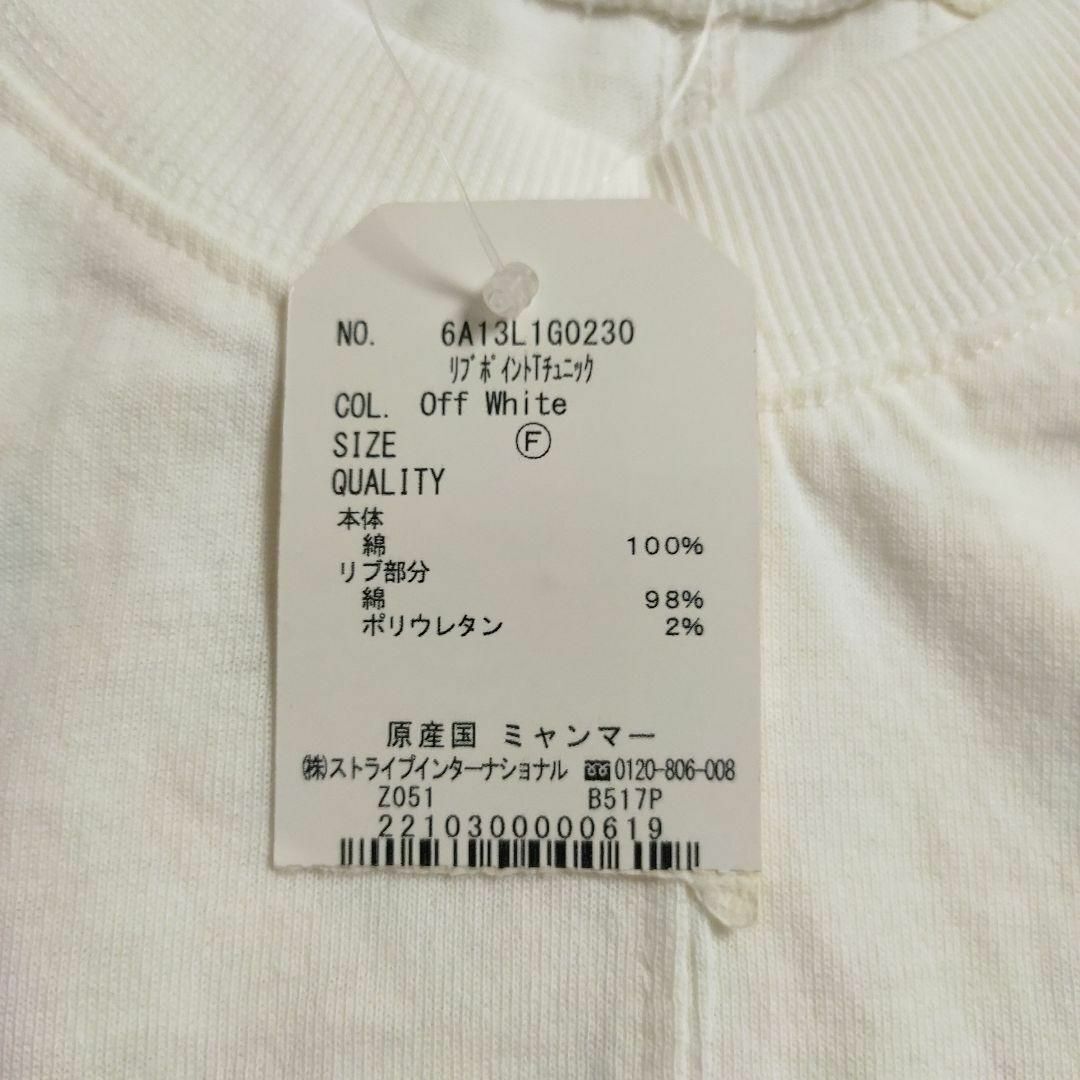 NO. 6A13L1G0230
ﾘﾌﾞﾎﾟｲﾝﾄTﾁｭﾆｯｸ
COL. Off White
SIZE Ⓕ
QUALITY
本体
綿 100%
リブ部分
綿 98%
ポリウレタン 2%
原産国 ミャンマー
㈱ストライプインターナショナル 0120-806-008
Z051 B517P
2210300000619